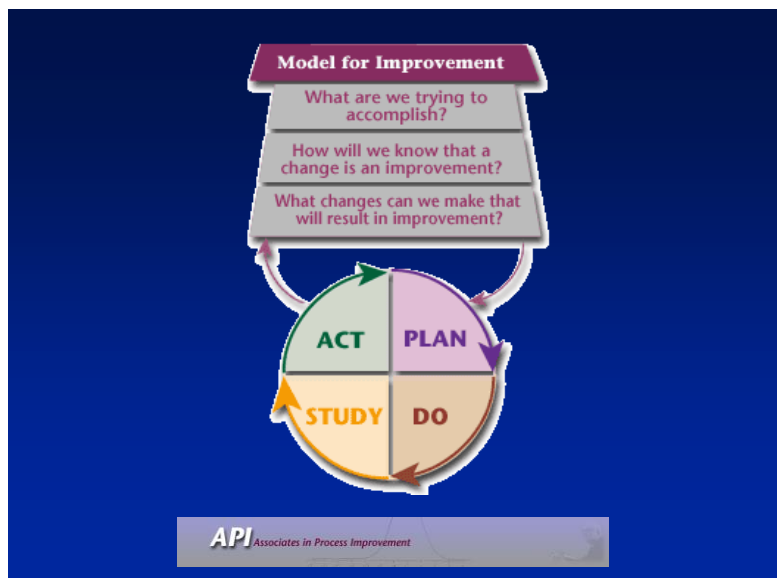 Model for Improvement
What are we trying to
accomplish?
How will we know that a
change is an improvement?
What changes can we make that
will result in improvement?
ACT
PLAN
STUDY
DO
API Associates in Process Improvement